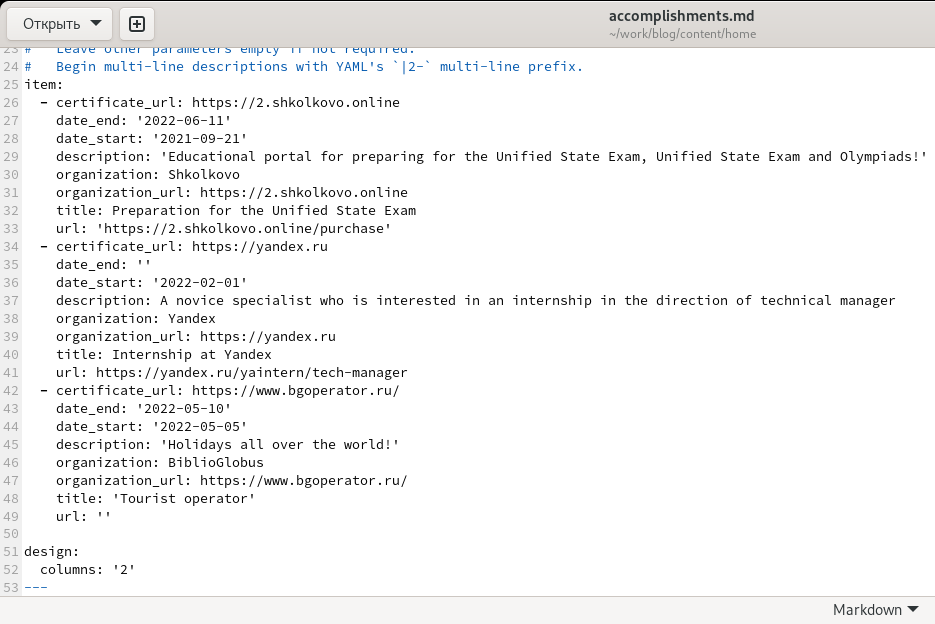 Открыть
accomplishments.md
~/work/blog/content/home
23 #   Leave other parameters empty if not required.
24 #   Begin multi-line descriptions with YAML's `|2-` multi-line prefix.
25 item:
26   - certificate_url: https://2.shkolkovo.online
27     date_end: '2022-06-11'
28     date_start: '2021-09-21'
29     description: 'Educational portal for preparing for the Unified State Exam, Unified State Exam and Olympiads!'
30     organization: Shkolkovo
31     organization_url: https://2.shkolkovo.online
32     title: Preparation for the Unified State Exam
33     url: 'https://2.shkolkovo.online/purchase'
34   - certificate_url: https://yandex.ru
35     date_end: ''
36     date_start: '2022-02-01'
37     description: A novice specialist who is interested in an internship in the direction of technical manager
38     organization: Yandex
39     organization_url: https://yandex.ru
40     title: Internship at Yandex
41     url: https://yandex.ru/yaintern/tech-manager
42   - certificate_url: https://www.bgoperator.ru/
43     date_end: '2022-05-10'
44     date_start: '2022-05-05'
45     description: 'Holidays all over the world!'
46     organization: BiblioGlobus
47     organization_url: https://www.bgoperator.ru/
48     title: 'Tourist operator'
49     url: ''
50
51 design:
52   columns: '2'
53 ---
Markdown